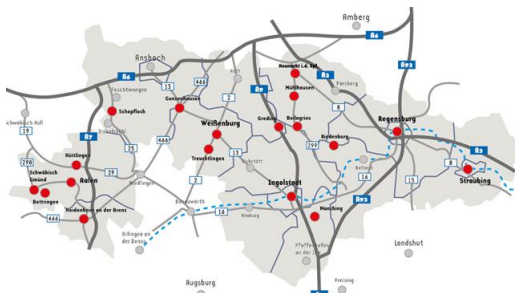 Amberg
A6
Ansbach
A6
A9
A3
A93
Neumarkt i.d. Opf.
466
13
Roth
2
Parsberg
Feuchtwangen
Mühlhausen
Gunzenhausen
8
Schopfloch
Regensburg
Schwäbisch Hall
Dinkelsbühl
Weißenburg
Greding
Beilngries
19
A7
25
466
299
Riedenburg
A3
Hüttlingen
Treuchtlingen
13
Eichstätt
Kelheim
8
290
Schwäbisch
Gmünd
29
Nördlingen
2
16
15
Straubing
Aalen
Ingolstadt
Bettringen
Donauwörth
16
Neuburg
A93
466
Heidenheim an der Brenz
Manching
Dillingen an
der Donau
Pfaffenhofen
an der Ilm
Landshut
Augsburg
Freising